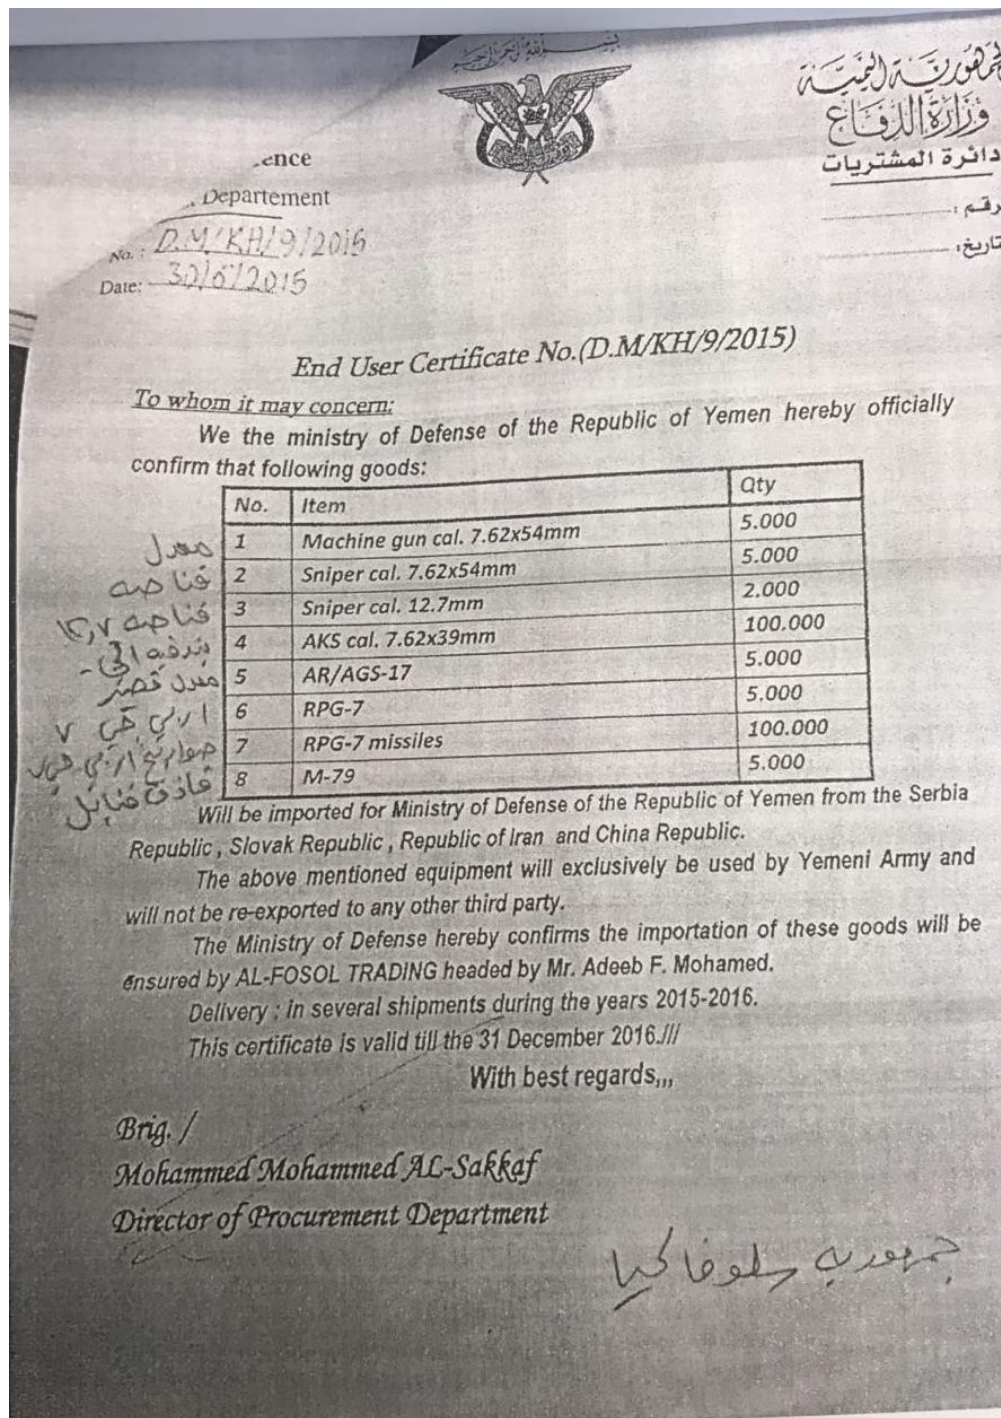 بسم الله الرحمن الرحيم
الجمهورية اليمنية
وزارة الدفاع
دائرة المشتريات
رقم :
تاريخ:
ence
Departement
No. : D.M/KH/9/2015
Date: 30/5/2015
End User Certificate No.(D.M/KH/9/2015)
To whom it may concern:
We the ministry of Defense of the Republic of Yemen hereby officially
confirm that following goods:
No. Item Qty
معدل 1 Machine gun cal. 7.62x54mm 5.000
قناصه 2 Sniper cal. 7.62x54mm 5.000
قناصه ١٢,٧ 3 Sniper cal. 12.7mm 2.000
بندقيه الي 4 AKS cal. 7.62x39mm 100.000
معدل 5 AR/AGS-17 5.000
ار بي جي ٧ 6 RPG-7 5.000
صواريخ ار بي جي ٧ 7 RPG-7 missiles 100.000
قاذف قنابل 8 M-79 5.000
Will be imported for Ministry of Defense of the Republic of Yemen from the Serbia
Republic , Slovak Republic , Republic of Iran and China Republic.
The above mentioned equipment will exclusively be used by Yemeni Army and
will not be re-exported to any other third party.
The Ministry of Defense hereby confirms the importation of these goods will be
ensured by AL-FOSOL TRADING headed by Mr. Adeeb F. Mohamed.
Delivery : in several shipments during the years 2015-2016.
This certificate is valid till the 31 December 2016.///
With best regards,,,
Brig. /
Mohammed Mohammed AL-Sakkaf
Director of Procurement Department
جمهوريه سلوفاكيا